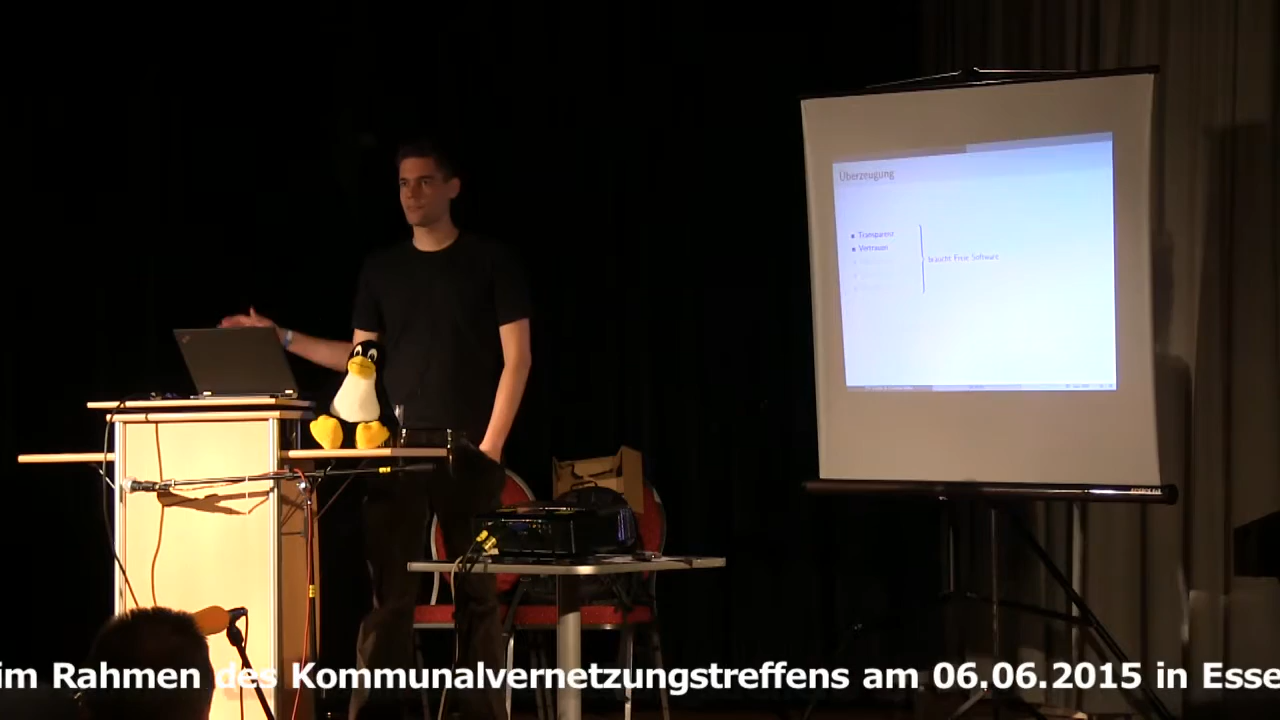 Überzeugung
Transparenz
Vertrauen
braucht Freie Software
im Rahmen des Kommunalvernetzungstreffens am 06.06.2015 in Esse